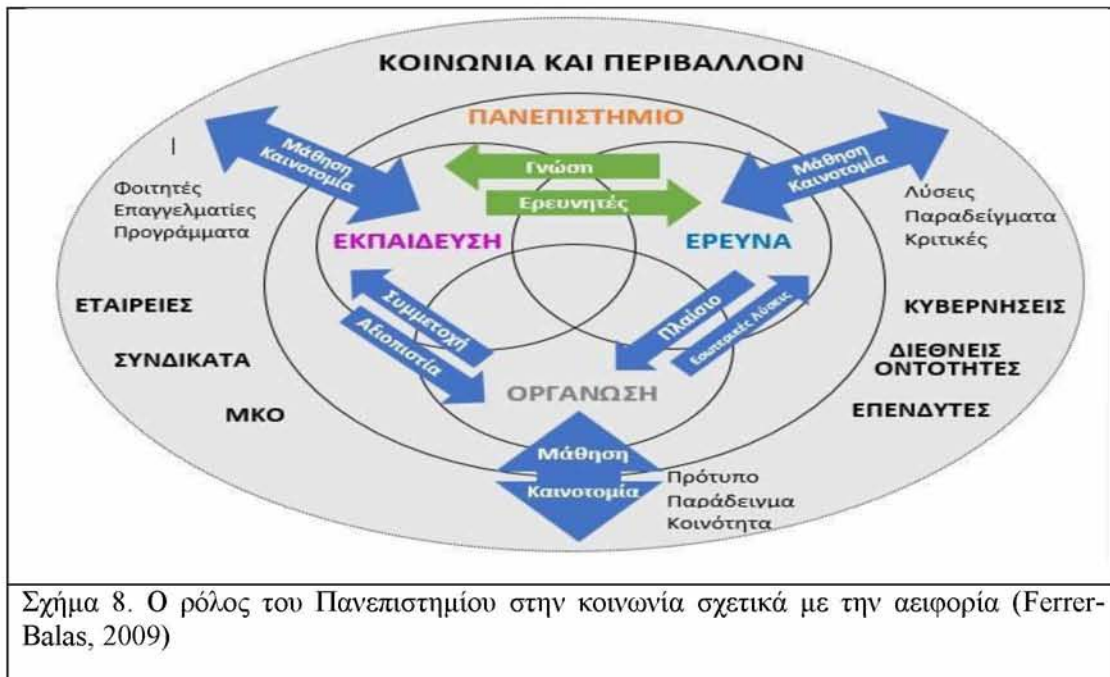 ΚΟΙΝΩΝΙΑ ΚΑΙ ΠΕΡΙΒΑΛΛΟΝ
ΠΑΝΕΠΙΣΤΗΜΙΟ
Μάθηση
Καινοτομία
Γνώση
Ερευνητές
Μάθηση
Καινοτομία
Φοιτητές
Επαγγελματίες
Προγράμματα
Λύσεις
Παραδείγματα
Κριτικές
ΕΚΠΑΙΔΕΥΣΗ
ΕΡΕΥΝΑ
ΕΤΑΙΡΕΙΕΣ
ΣΥΝΔΙΚΑΤΑ
ΜΚΟ
Συμμετοχή
Αξιοπιστία
Πλαίσιο
Εσωτερικές Λύσεις
ΚΥΒΕΡΝΗΣΕΙΣ
ΔΙΕΘΝΕΙΣ
ΟΝΤΟΤΗΤΕΣ
ΕΠΕΝΔΥΤΕΣ
ΟΡΓΑΝΩΣΗ
Μάθηση
Καινοτομία
Πρότυπο
Παράδειγμα
Κοινότητα
Σχήμα 8. Ο ρόλος του Πανεπιστημίου στην κοινωνία σχετικά με την αειφορία (Ferrer-
Balas, 2009)